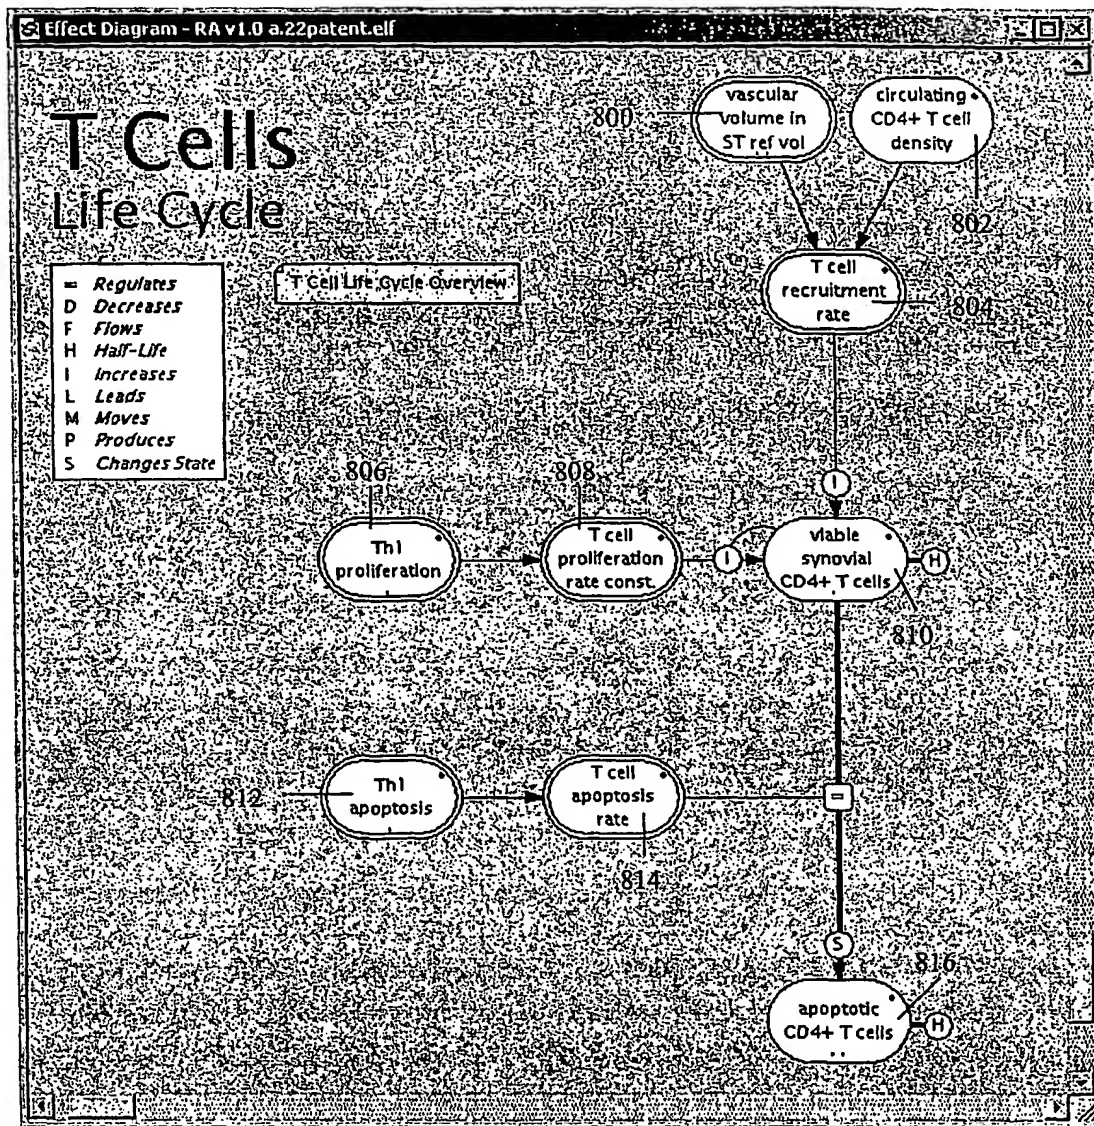 Effect Diagram - RA v1.0 a.22patent.elf
T Cells
Life Cycle
= Regulates
D Decreases
F Flows
H Half-Life
I Increases
L Leads
M Moves
P Produces
S Changes State
T Cell Life Cycle Overview
800
vascular
volume in
ST ref vol
circulating
CD4+ T cell
density
802
T cell
recruitment
rate
804
I
806
Th1
proliferation
808
T cell
proliferation
rate const.
I
viable
synovial
CD4+ T cells
H
810
812
Th1
apoptosis
T cell
apoptosis
rate
814
=
S
816
apoptotic
CD4+ T cells
H